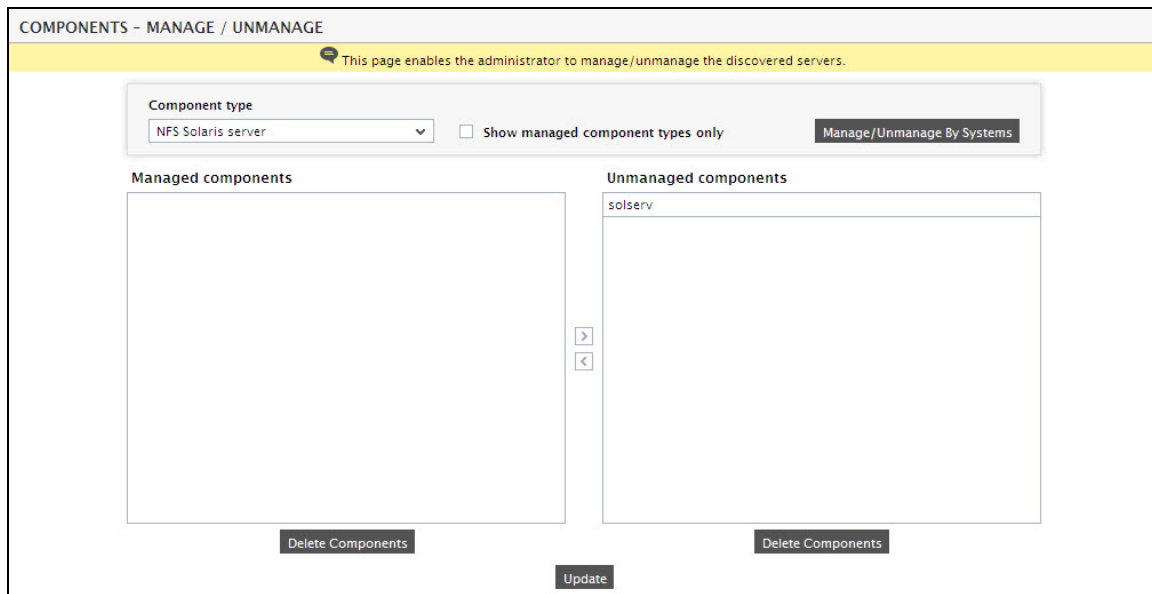 COMPONENTS - MANAGE / UNMANAGE
This page enables the administrator to manage/unmanage the discovered servers.
Component type
NFS Solaris server
Show managed component types only
Manage/Unmanage By Systems
Managed components
Unmanaged components
solserv
>
<
Delete Components
Delete Components
Update